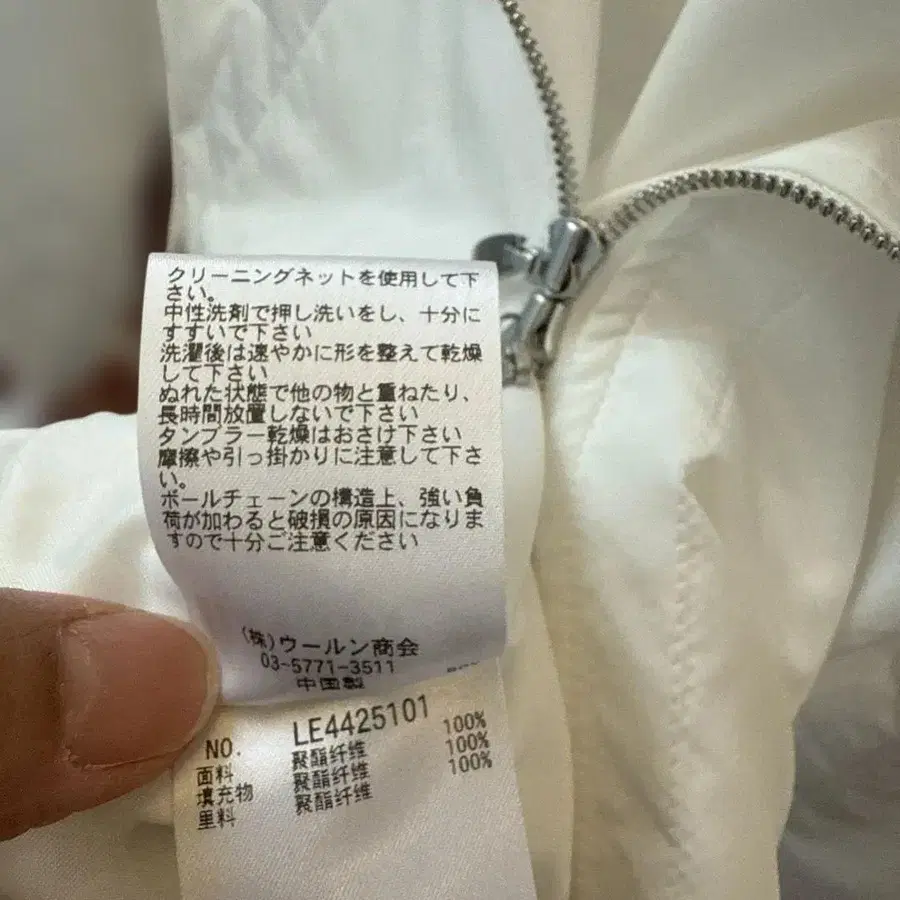 クリーニングネットを使用して下
さい。
中性洗剤で押し洗いをし、十分に
すすいで下さい
洗濯後は速やかに形を整えて乾燥
して下さい
ぬれた状態で他の物と重ねたり、
長時間放置しないで下さい
タンブラー乾燥はおさけ下さい
摩擦や引っ掛かりに注意して下さ
い。
ボールチェーンの構造上、強い負
荷が加わると破損の原因になりま
すので十分ご注意ください
(株)ウールン商会
03-5771-3511
中国製
NO. LE4425101
面料 聚酯纤维 100%
填充物 聚酯纤维 100%
里料 聚酯纤维 100%